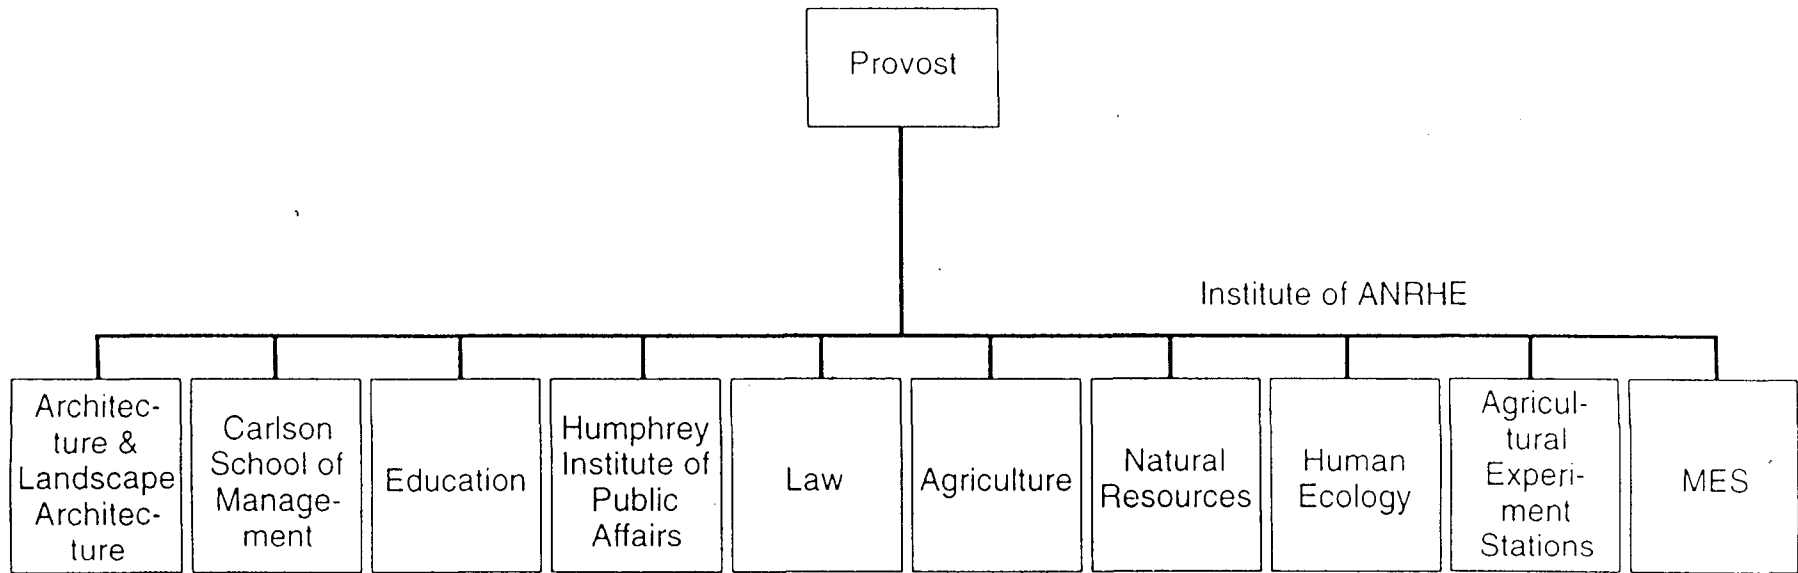 Provost
Institute of ANRHE
Architec-
ture &
Landscape
Architec-
ture
Carlson
School of
Manage-
ment
Education
Humphrey
Institute of
Public
Affairs
Law
Agriculture
Natural
Resources
Human
Ecology
Agricul-
tural
Experi-
ment
Stations
MES